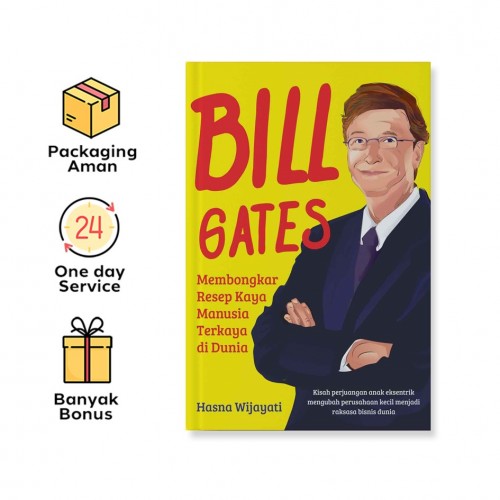 Packaging
Aman
24
One day
Service
Banyak
Bonus
BILL
GATES
Membongkar
Resep Kaya
Manusia
Terkaya
di Dunia
Hasna Wijayati
Kisah perjuangan anak eksentrik
mengubah perusahaan kecil menjadi
raksasa bisnis dunia